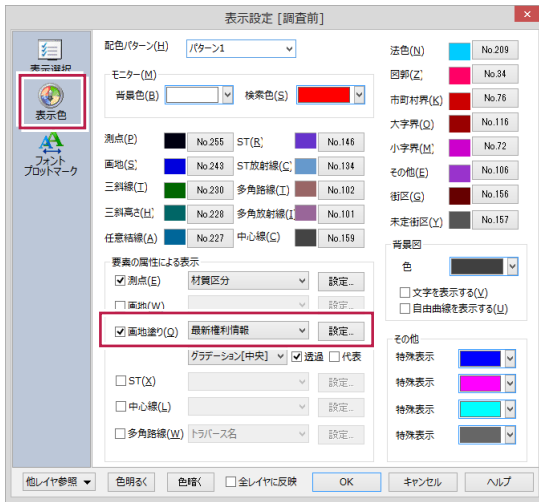 表示設定 [調査前]
表示選択
表示色
フォント
プロットマーク
配色パターン(H) パターン1
モニター(M)
背景色(B) 検索色(S)
測点(P) No.255 ST(R) No.146
画地(S) No.243 ST放射線(C) No.134
三斜線(T) No.230 多角路線(T) No.102
三斜高さ(H) No.228 多角放射線(I) No.101
任意結線(A) No.227 中心線(C) No.159
要素の属性による表示
測点(E) 材質区分 設定...
画地(W) 設定...
画地塗り(Q) 最新権利情報 設定...
グラデーション[中央] 透過 代表
ST(X) 設定...
中心線(L) 設定...
多角路線(W) トラバース名 設定...
法色(N) No.209
図郭(Z) No.34
市町村界(K) No.76
大字界(O) No.116
小字界(M) No.72
その他(E) No.106
街区(G) No.156
未定街区(Y) No.157
背景図
色
文字を表示する(V)
自由曲線を表示する(U)
その他
特殊表示
特殊表示
特殊表示
特殊表示
他レイヤ参照 色明るく 色暗く 全レイヤに反映 OK キャンセル ヘルプ